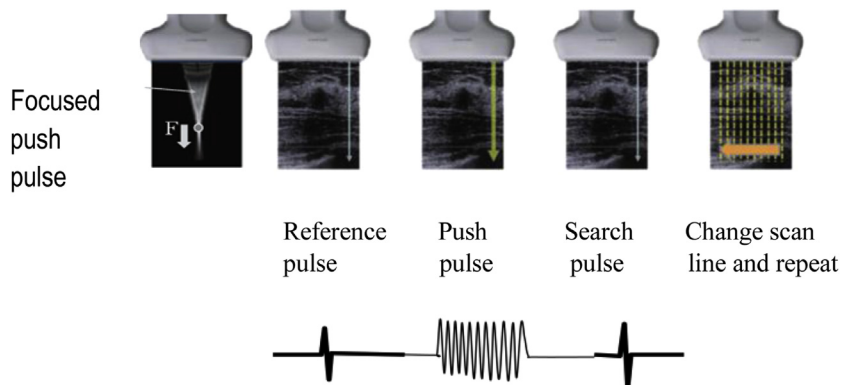 Focused
push
pulse
F
Reference
pulse
Push
pulse
Search
pulse
Change scan
line and repeat